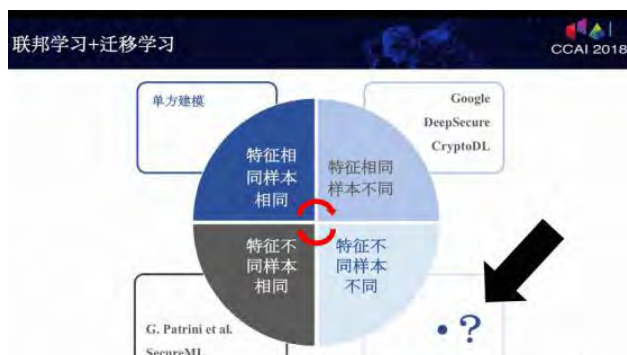 联邦学习+迁移学习
CCAI 2018
单方建模
Google
DeepSecure
CryptoDL
特征相
同样本
相同
特征相同
样本不同
特征不
同样本
相同
特征不
同样本
不同
G. Patrini et al.
SecureML
• ?